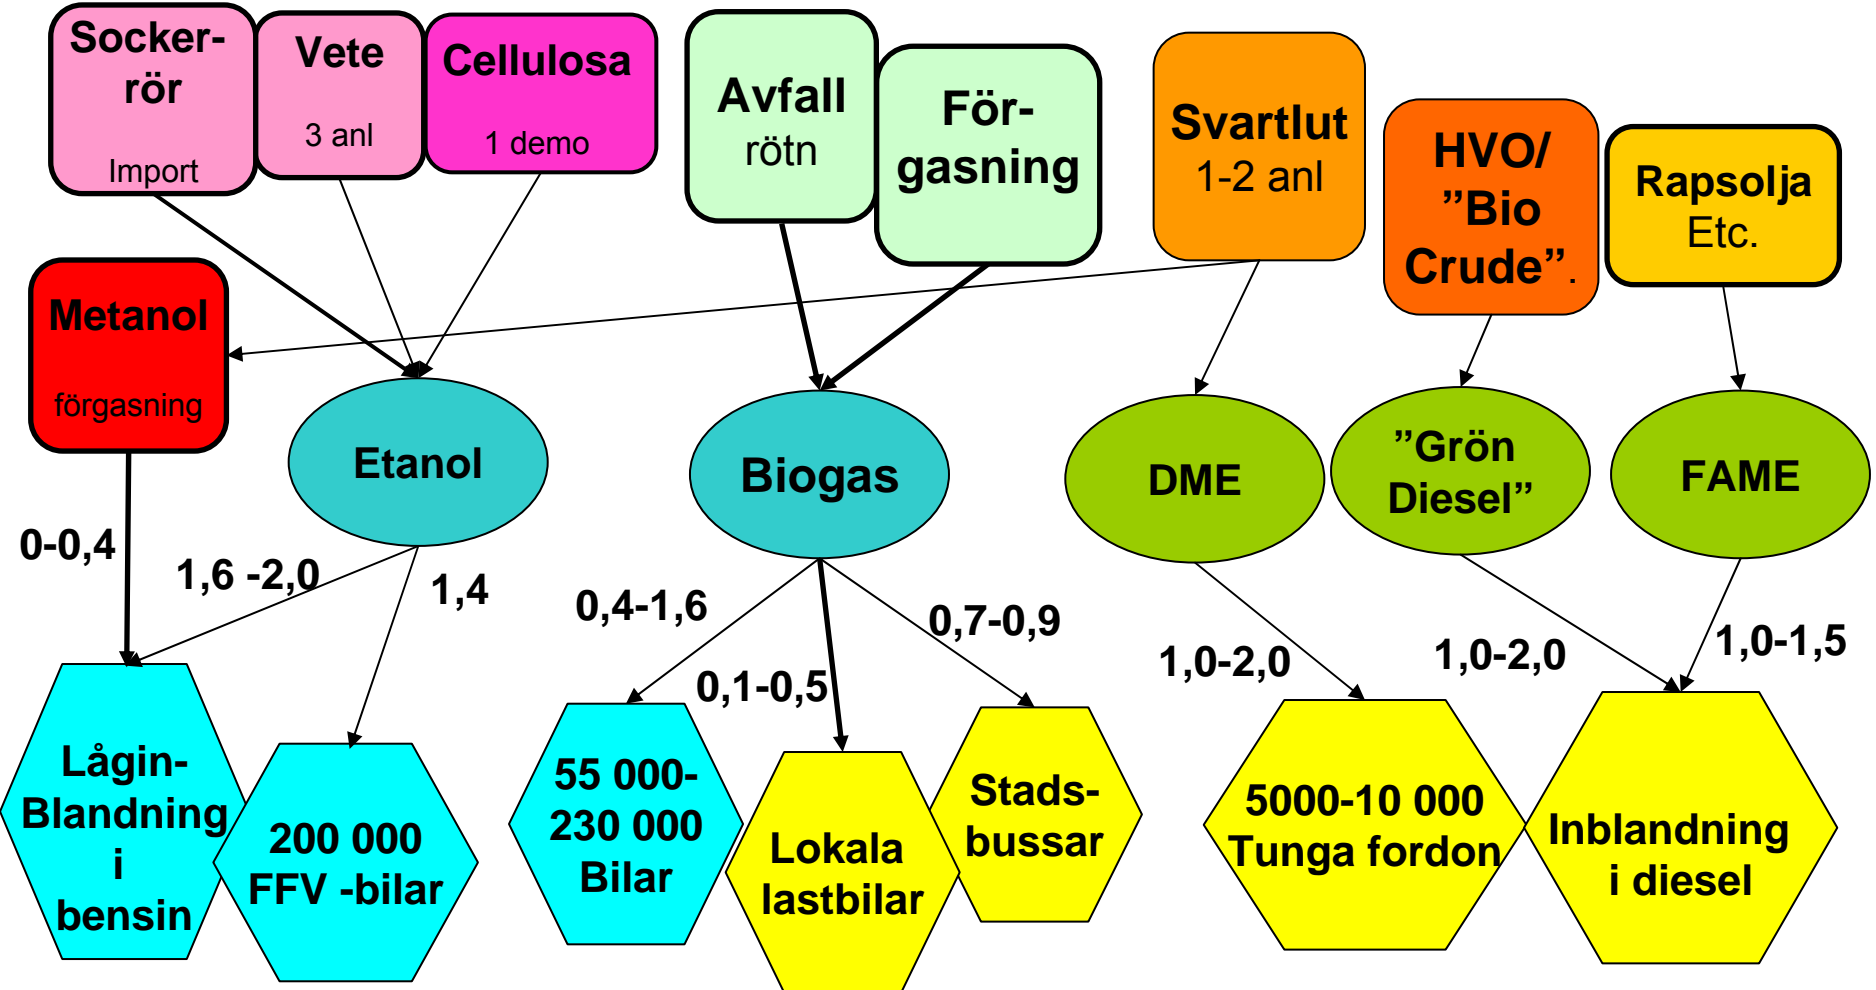 Socker-
rör
Import
Vete
3 anl
Cellulosa
1 demo
Avfall
rötn
För-
gasning
Svartlut
1-2 anl
HVO/
”Bio
Crude”.
Rapsolja
Etc.
Metanol
förgasning
Etanol
Biogas
DME
”Grön
Diesel”
FAME
0-0,4
1,6 -2,0
1,4
0,4-1,6
0,1-0,5
0,7-0,9
1,0-2,0
1,0-2,0
1,0-1,5
Lågin-
Blandning
i
bensin
200 000
FFV -bilar
55 000-
230 000
Bilar
Lokala
lastbilar
Stads-
bussar
5000-10 000
Tunga fordon
Inblandning
i diesel